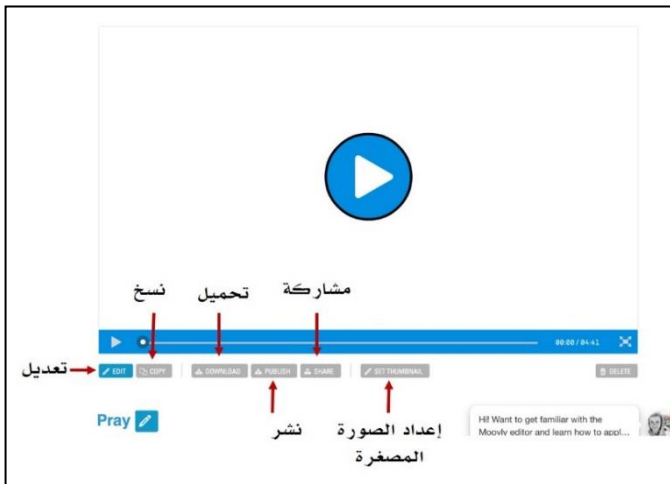 نسخ
تحميل
مشاركة
00:00 / 04:41
تعديل
EDIT
COPY
DOWNLOAD
PUBLISH
SHARE
SET THUMBNAIL
DELETE
Pray
نشر
إعداد الصورة
المصغرة
Hi! Want to get familiar with the
Moovly editor and learn how to appl...